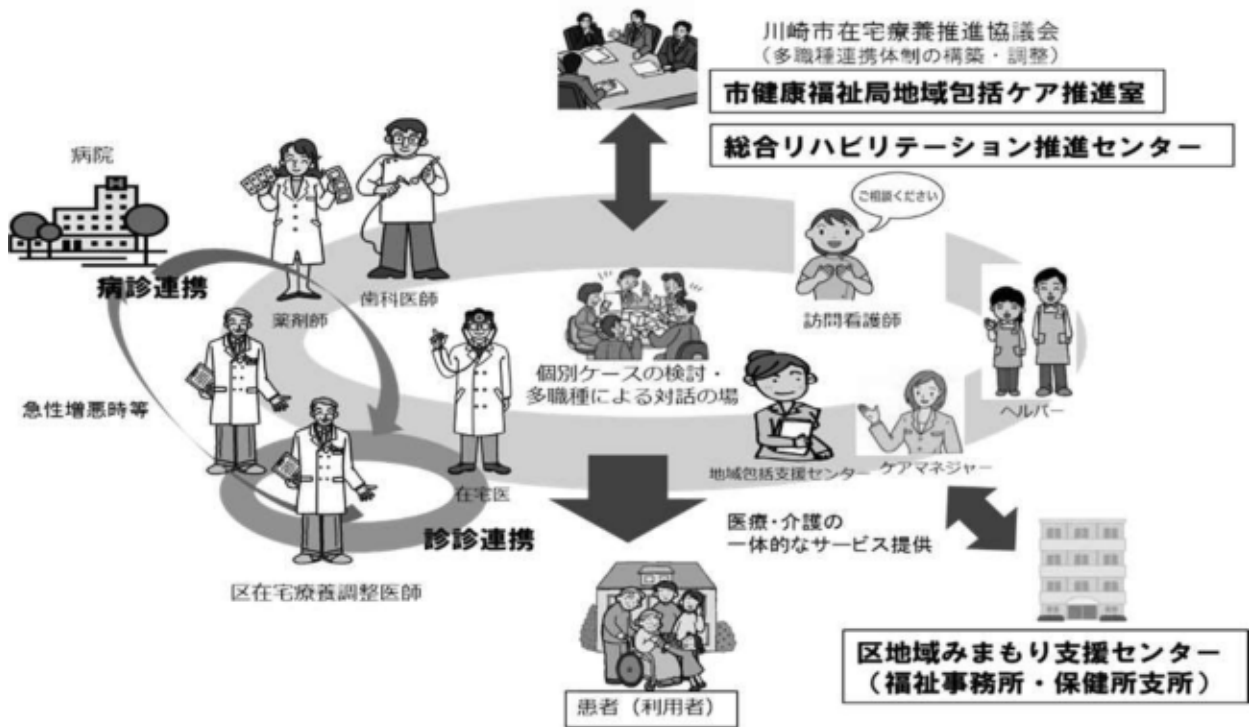 川崎市在宅療養推進協議会
(多職種連携体制の構築・調整)
市健康福祉局地域包括ケア推進室
総合リハビリテーション推進センター
病院
H
ご相談ください
病診連携
薬剤師
歯科医師
訪問看護師
ヘルパー
個別ケースの検討・
多職種による対話の場
急性増悪時等
在宅医
地域包括支援センター
ケアマネジャー
診診連携
医療・介護の
一体的なサービス提供
区在宅療養調整医師
患者(利用者)
区地域みまもり支援センター
(福祉事務所・保健所支所)